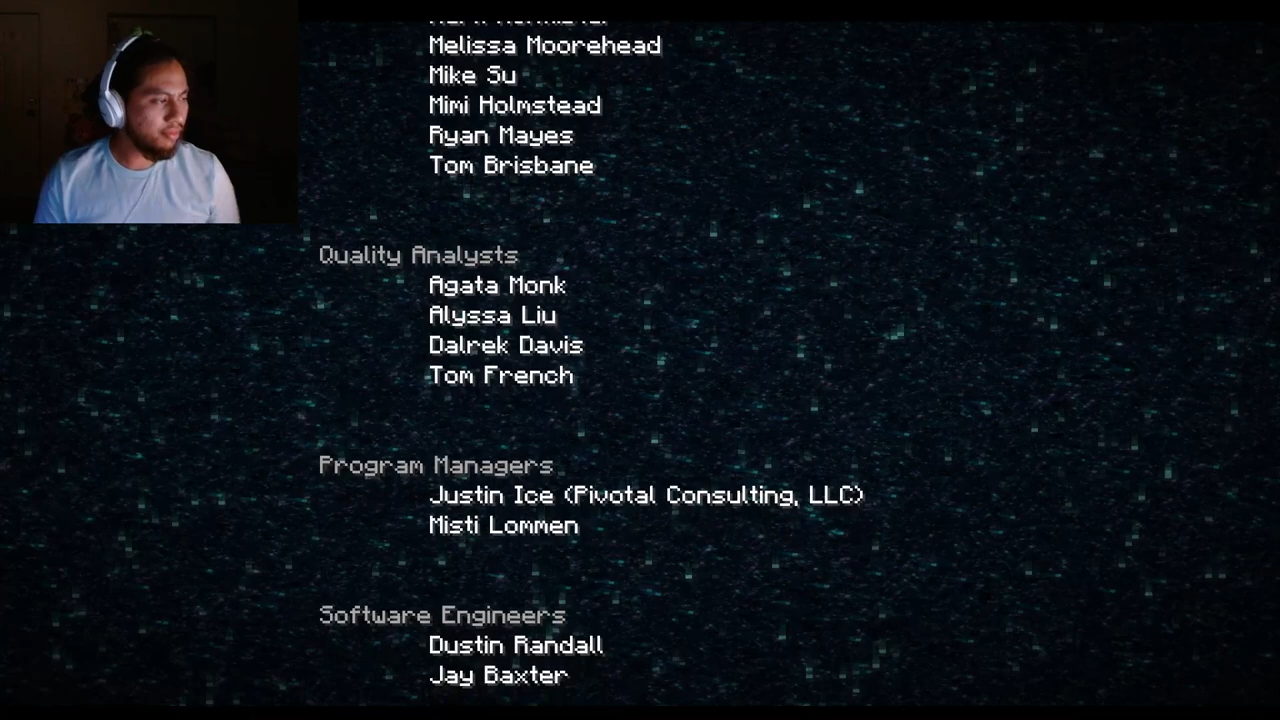 Melissa Moorehead
Mike Su
Mimi Holmstead
Ryan Mayes
Tom Brisbane
Quality Analysts
Agata Monk
Alyssa Liu
Dalrek Davis
Tom French
Program Managers
Justin Ice (Pivotal Consulting, LLC)
Misti Lommen
Software Engineers
Dustin Randall
Jay Baxter